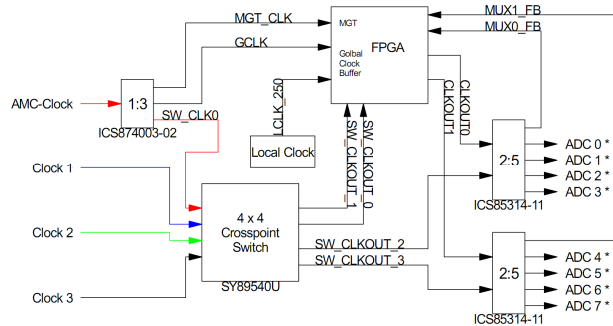 MGT_CLK
MGT
FPGA
MUX1_FB
MUX0_FB
GCLK
Golbal
Clock
Buffer
AMC-Clock
1:3
ICS874003-02
SW_CLK0
LCLK_250
Local Clock
CLKOUT0
CLKOUT1
SW_CLKOUT_1
SW_CLKOUT_0
2:5
ADC 0 *
ADC 1 *
ADC 2 *
ADC 3 *
ICS85314-11
Clock 1
Clock 2
Clock 3
4 x 4
Crosspoint
Switch
SY89540U
SW_CLKOUT_2
SW_CLKOUT_3
2:5
ADC 4 *
ADC 5 *
ADC 6 *
ADC 7 *
ICS85314-11